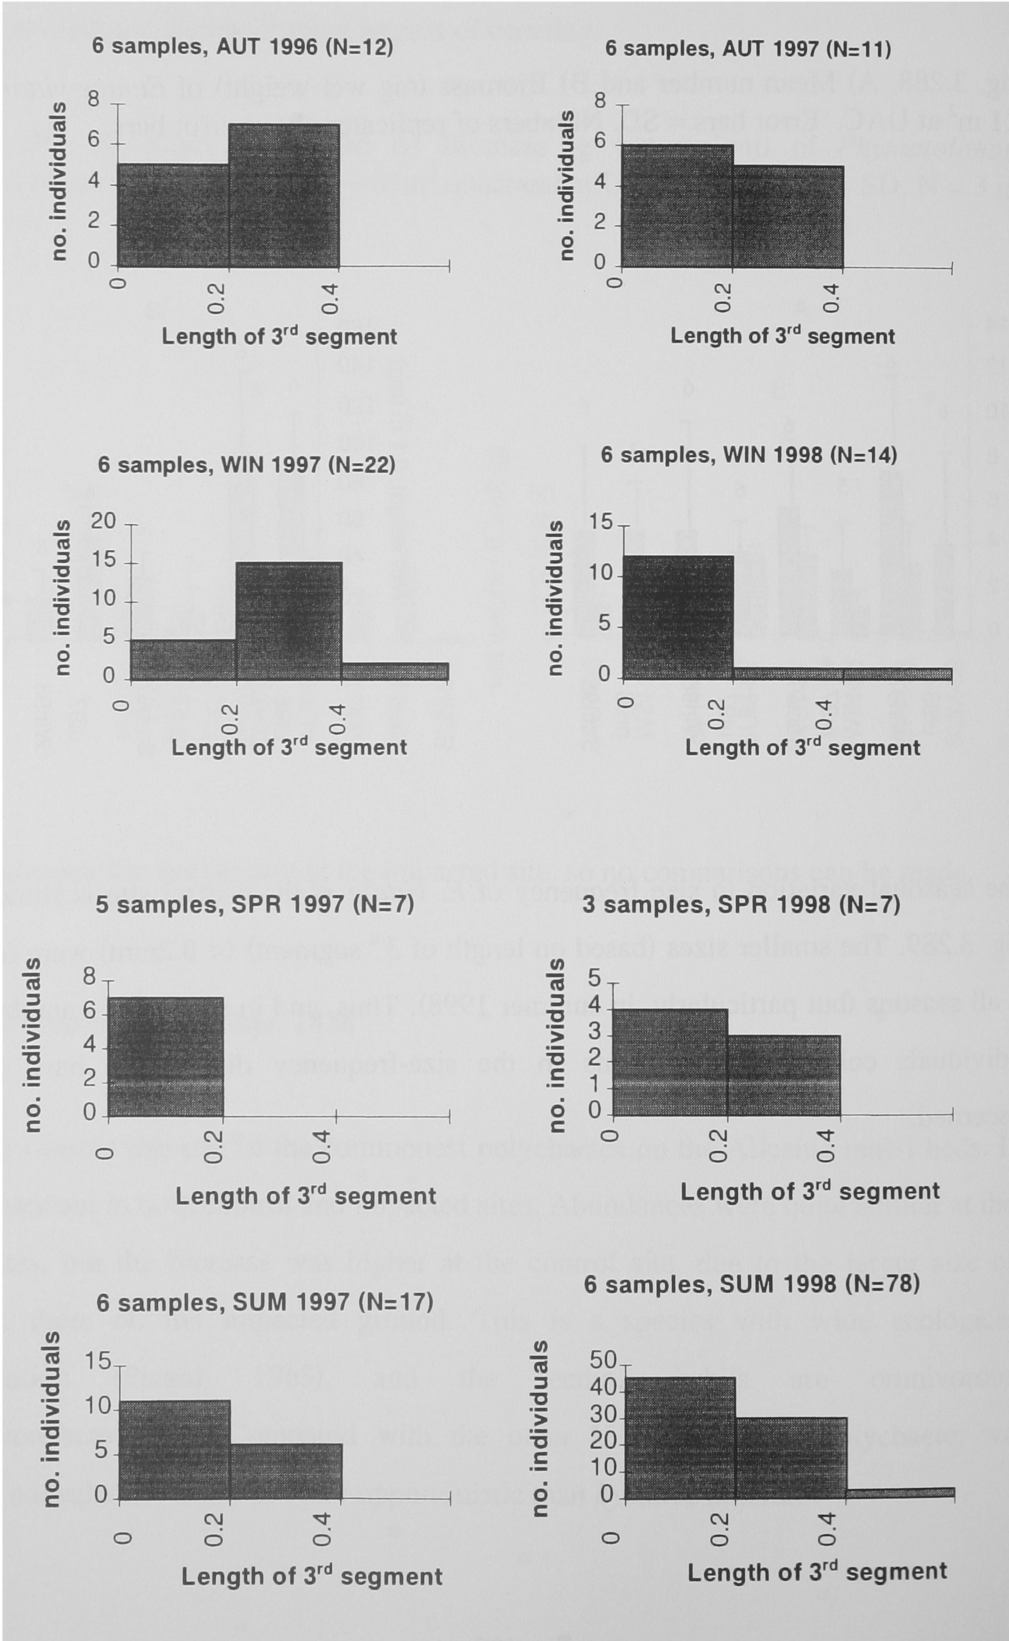 6 samples, AUT 1996 (N=12)
no. individuals
8
6
4
2
0
0
0.2
0.4
Length of 3rd segment
6 samples, AUT 1997 (N=11)
no. individuals
8
6
4
2
0
0
0.2
0.4
Length of 3rd segment
6 samples, WIN 1997 (N=22)
no. individuals
20
15
10
5
0
0
0.2
0.4
Length of 3rd segment
6 samples, WIN 1998 (N=14)
no. individuals
15
10
5
0
0
0.2
0.4
Length of 3rd segment
5 samples, SPR 1997 (N=7)
no. individuals
8
6
4
2
0
0
0.2
0.4
Length of 3rd segment
3 samples, SPR 1998 (N=7)
no. individuals
5
4
3
2
1
0
0
0.2
0.4
Length of 3rd segment
6 samples, SUM 1997 (N=17)
no. individuals
15
10
5
0
0
0.2
0.4
Length of 3rd segment
6 samples, SUM 1998 (N=78)
no. individuals
50
40
30
20
10
0
0
0.2
0.4
Length of 3rd segment